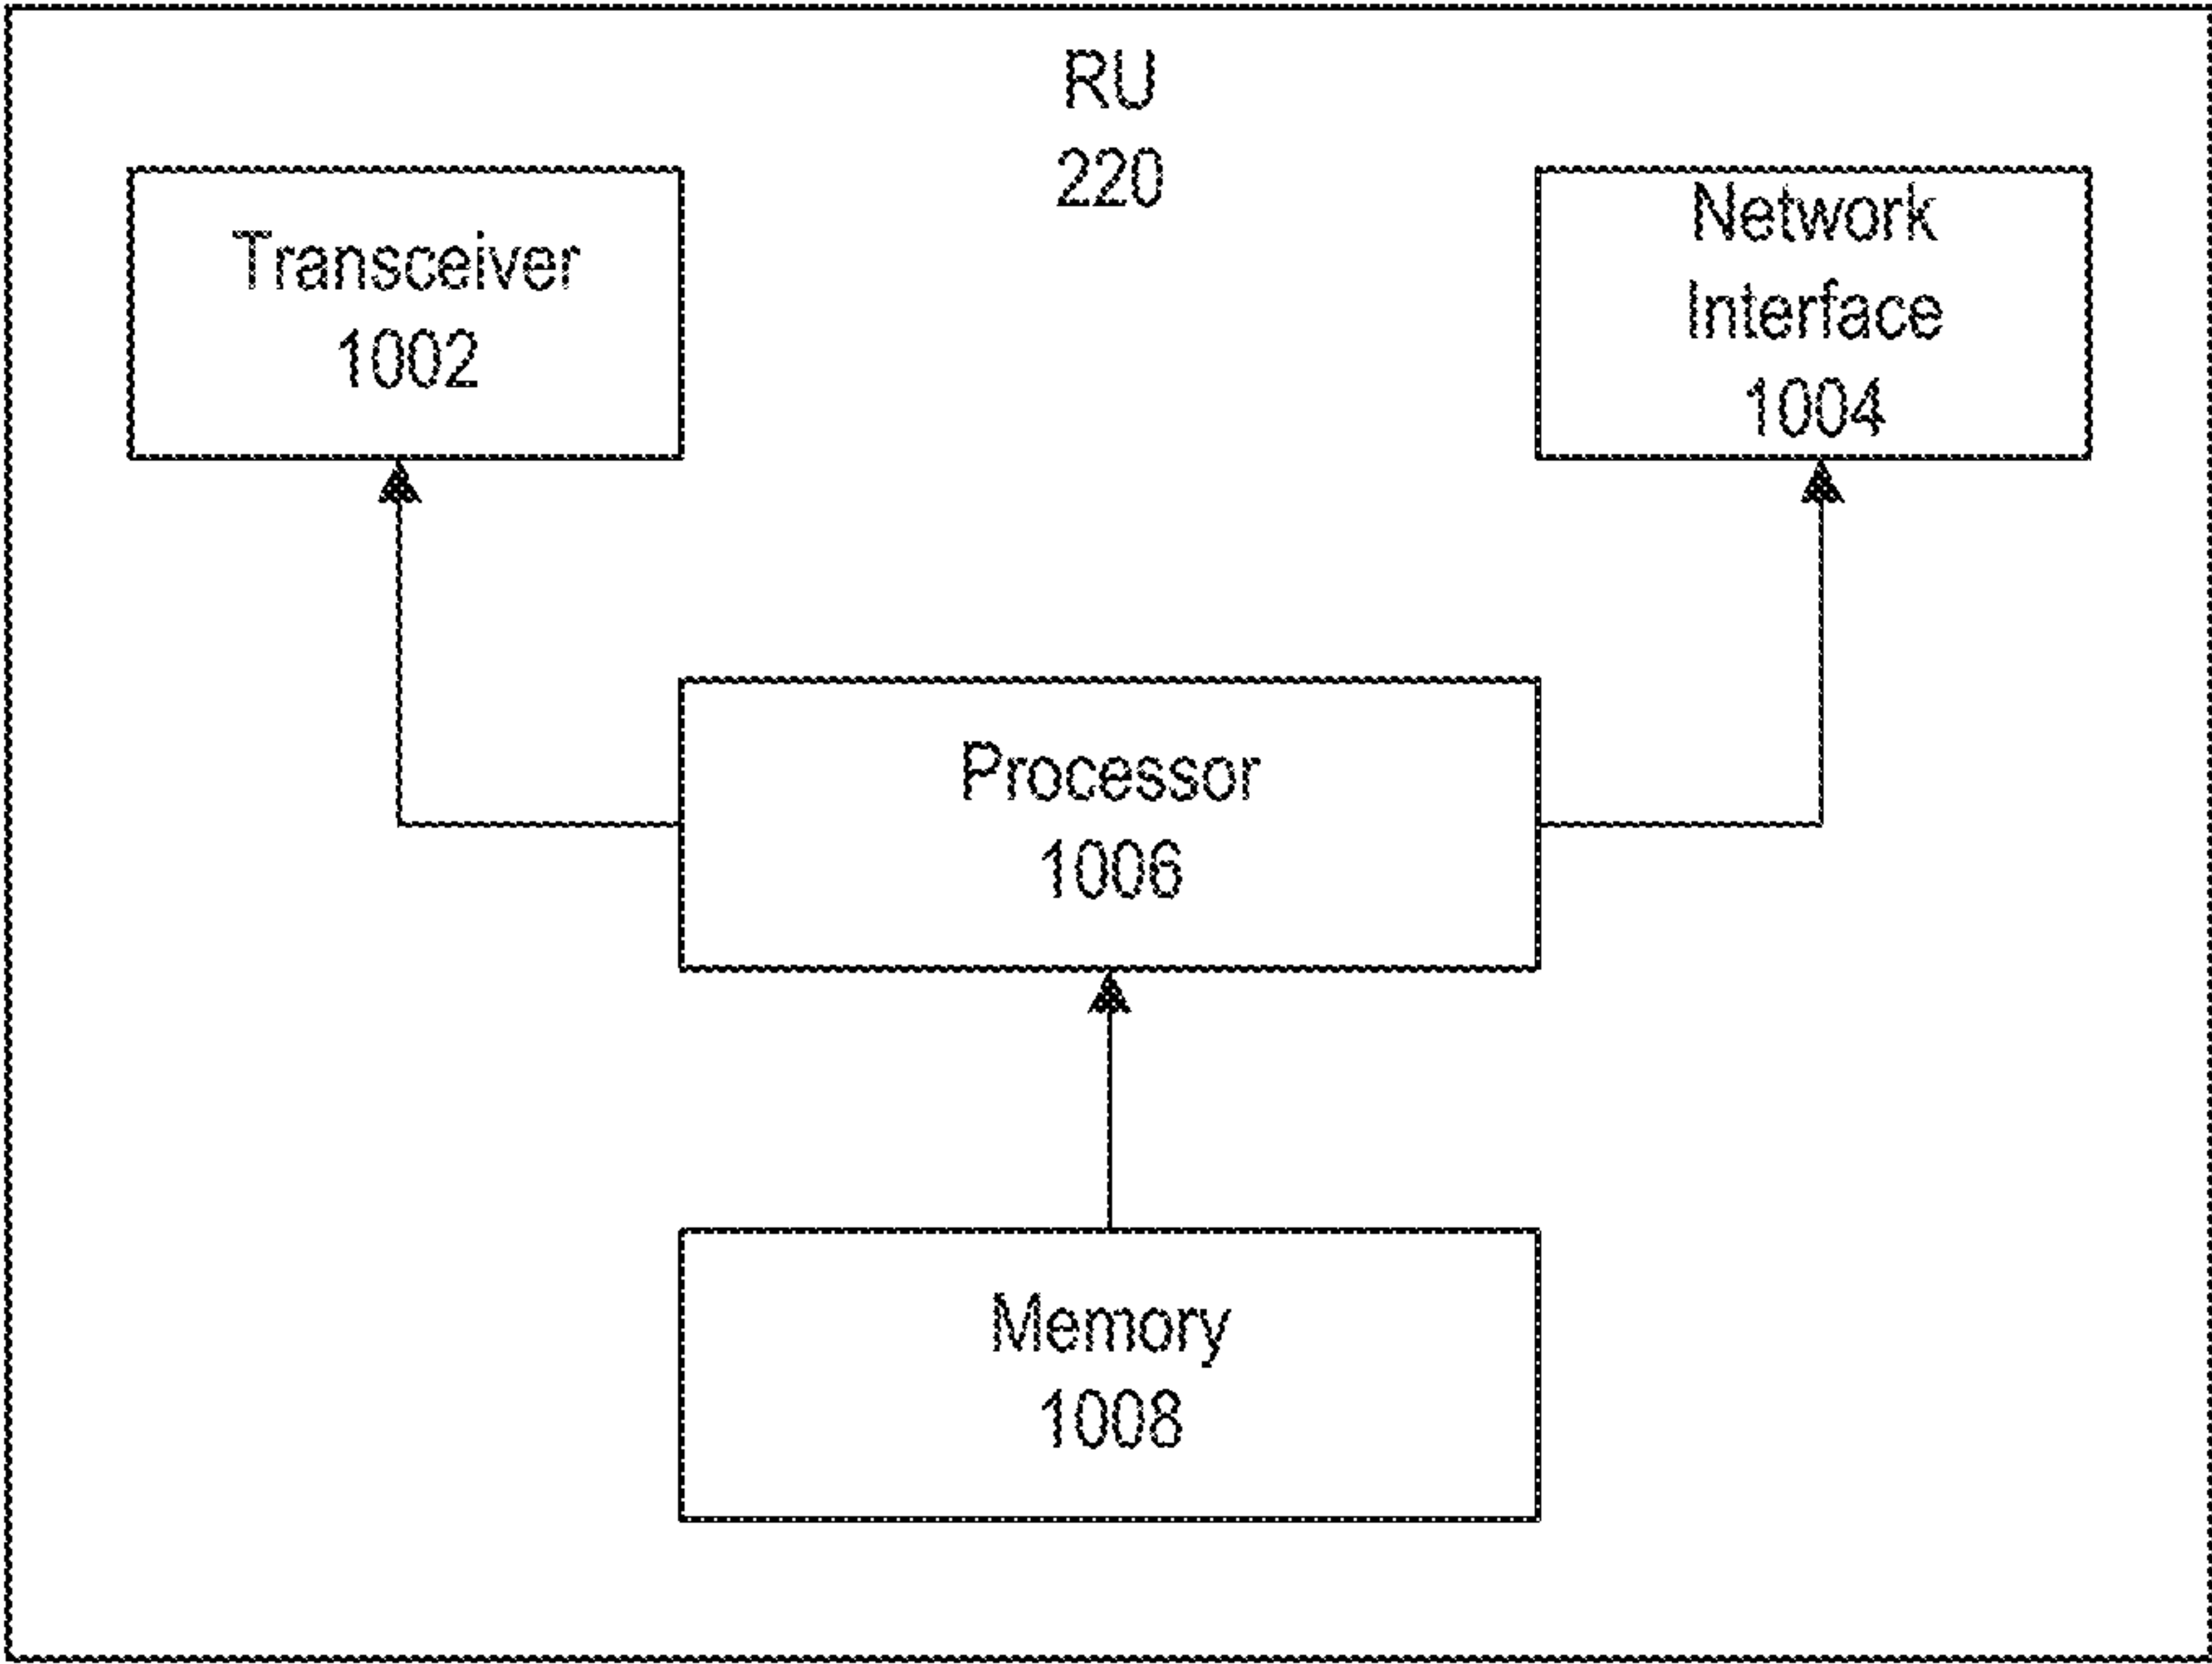 RU
220
Transceiver
1002
Network
Interface
1004
Processor
1006
Memory
1008